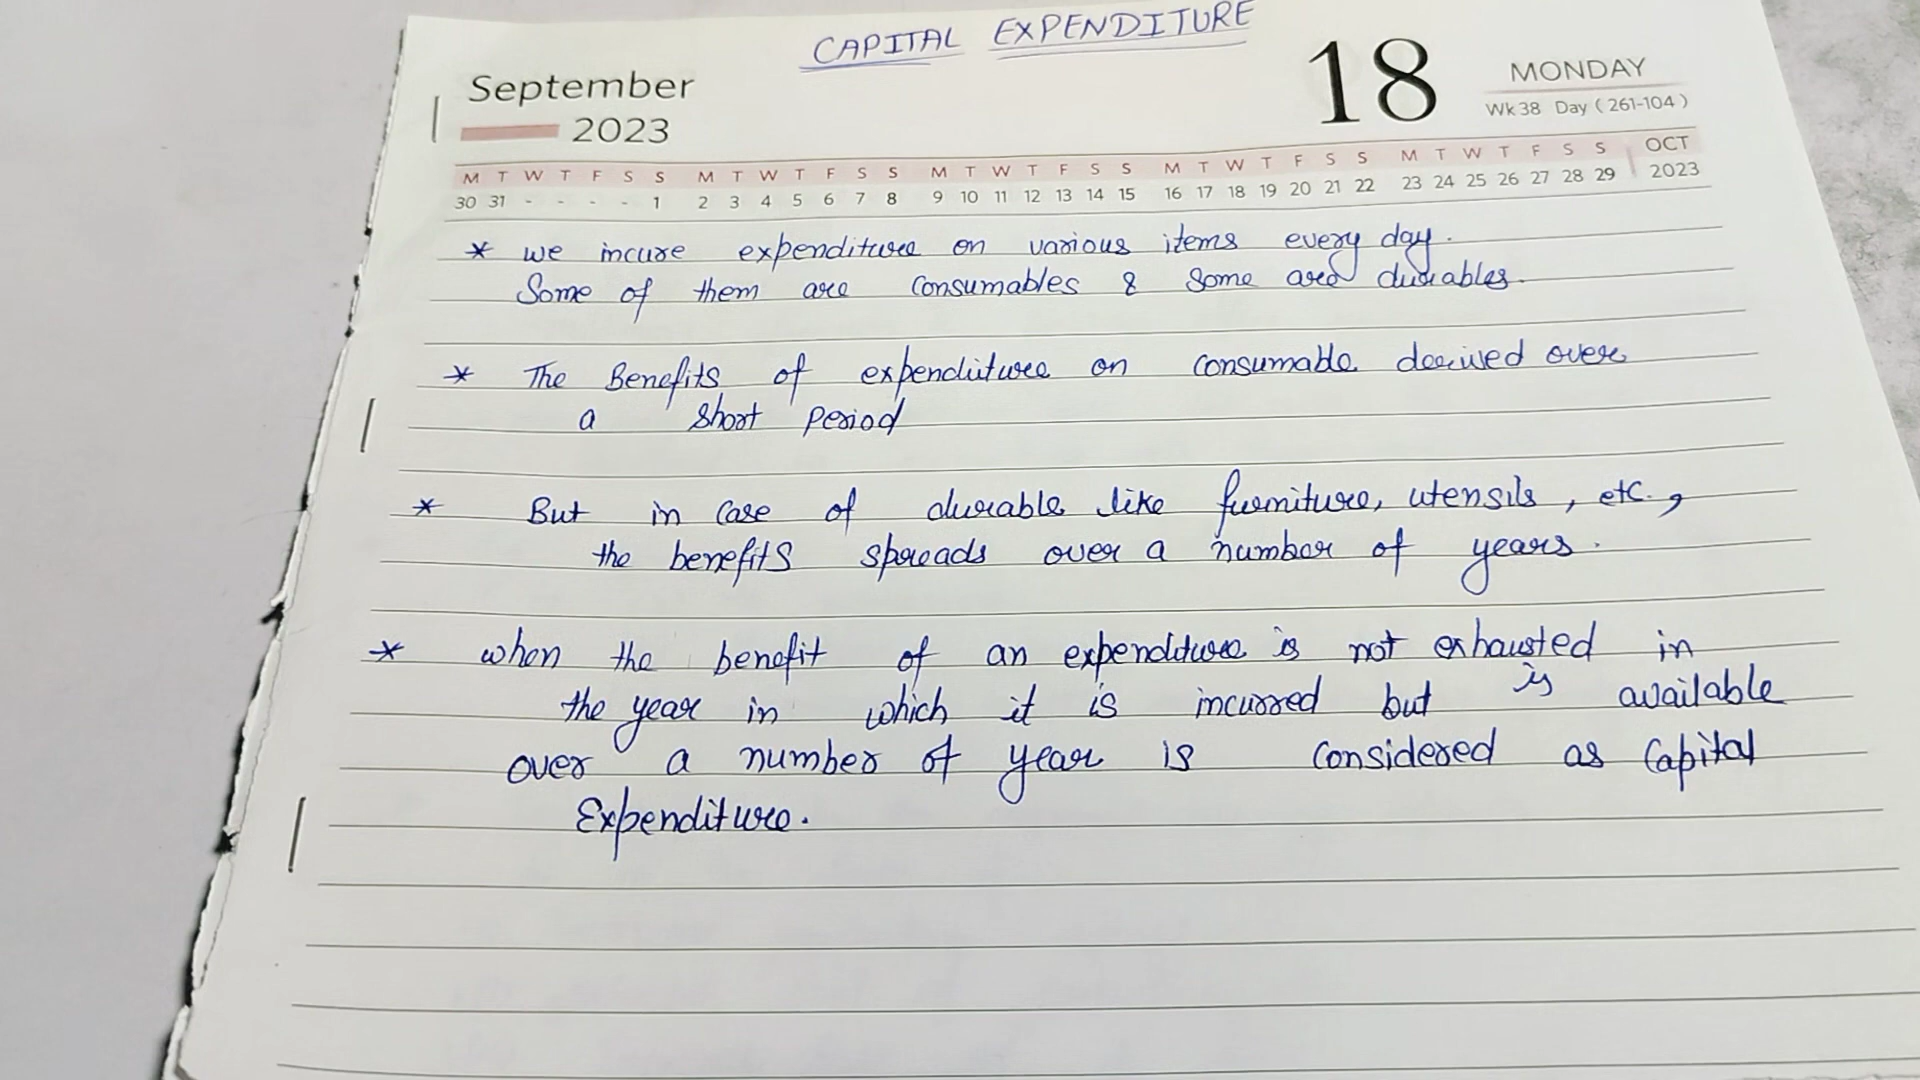 CAPITAL EXPENDITURE
September 18 MONDAY
2023 Wk 38 Day ( 261-104 )
M T W T F S S M T W T F S S M T W T F S S M T W T F S S M T W T F S S OCT
30 31 - - - - 1 2 3 4 5 6 7 8 9 10 11 12 13 14 15 16 17 18 19 20 21 22 23 24 25 26 27 28 29 2023
* we incure expenditure on various items every day.
Some of them are consumables & Some are durables.
* The Benefits of expenditure on consumable derived over
a short period
* But in case of durable like furniture, utensils, etc.,
the benefits spreads over a number of years.
* when the benefit of an expenditure is not exhausted in
the year in which it is incurred but is available
over a number of year is considered as Capital
Expenditure.